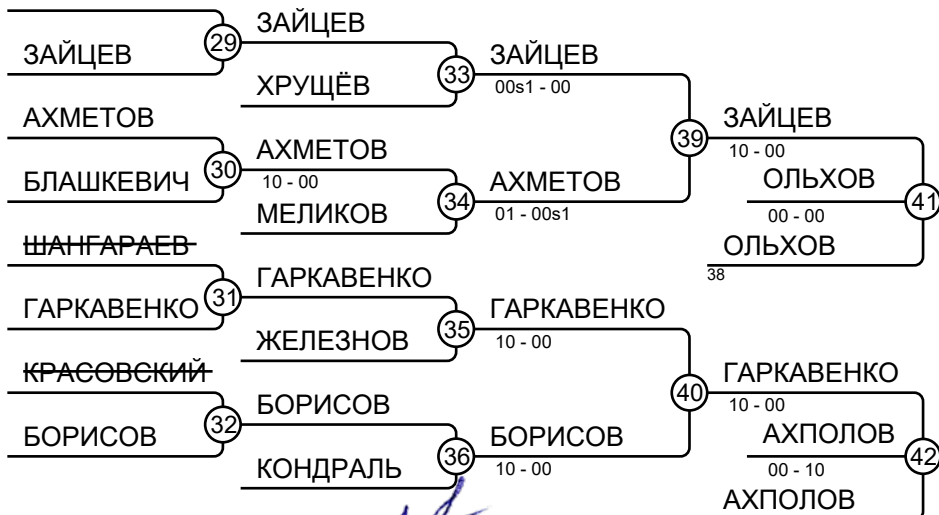 ЗАЙЦЕВ
29
ЗАЙЦЕВ
ХРУЩЁВ
33
ЗАЙЦЕВ
00s1 - 00
АХМЕТОВ
БЛАШКЕВИЧ
30
АХМЕТОВ
10 - 00
МЕЛИКОВ
34
АХМЕТОВ
01 - 00s1
39
ЗАЙЦЕВ
10 - 00
ОЛЬХОВ
00 - 00
41
ОЛЬХОВ
38
ШАНГАРАЕВ
ГАРКАВЕНКО
31
ГАРКАВЕНКО
ЖЕЛЕЗНОВ
35
ГАРКАВЕНКО
10 - 00
КРАСОВСКИЙ
БОРИСОВ
32
БОРИСОВ
КОНДРАЛЬ
36
БОРИСОВ
10 - 00
40
ГАРКАВЕНКО
10 - 00
АХПОЛОВ
00 - 10
42
АХПОЛОВ